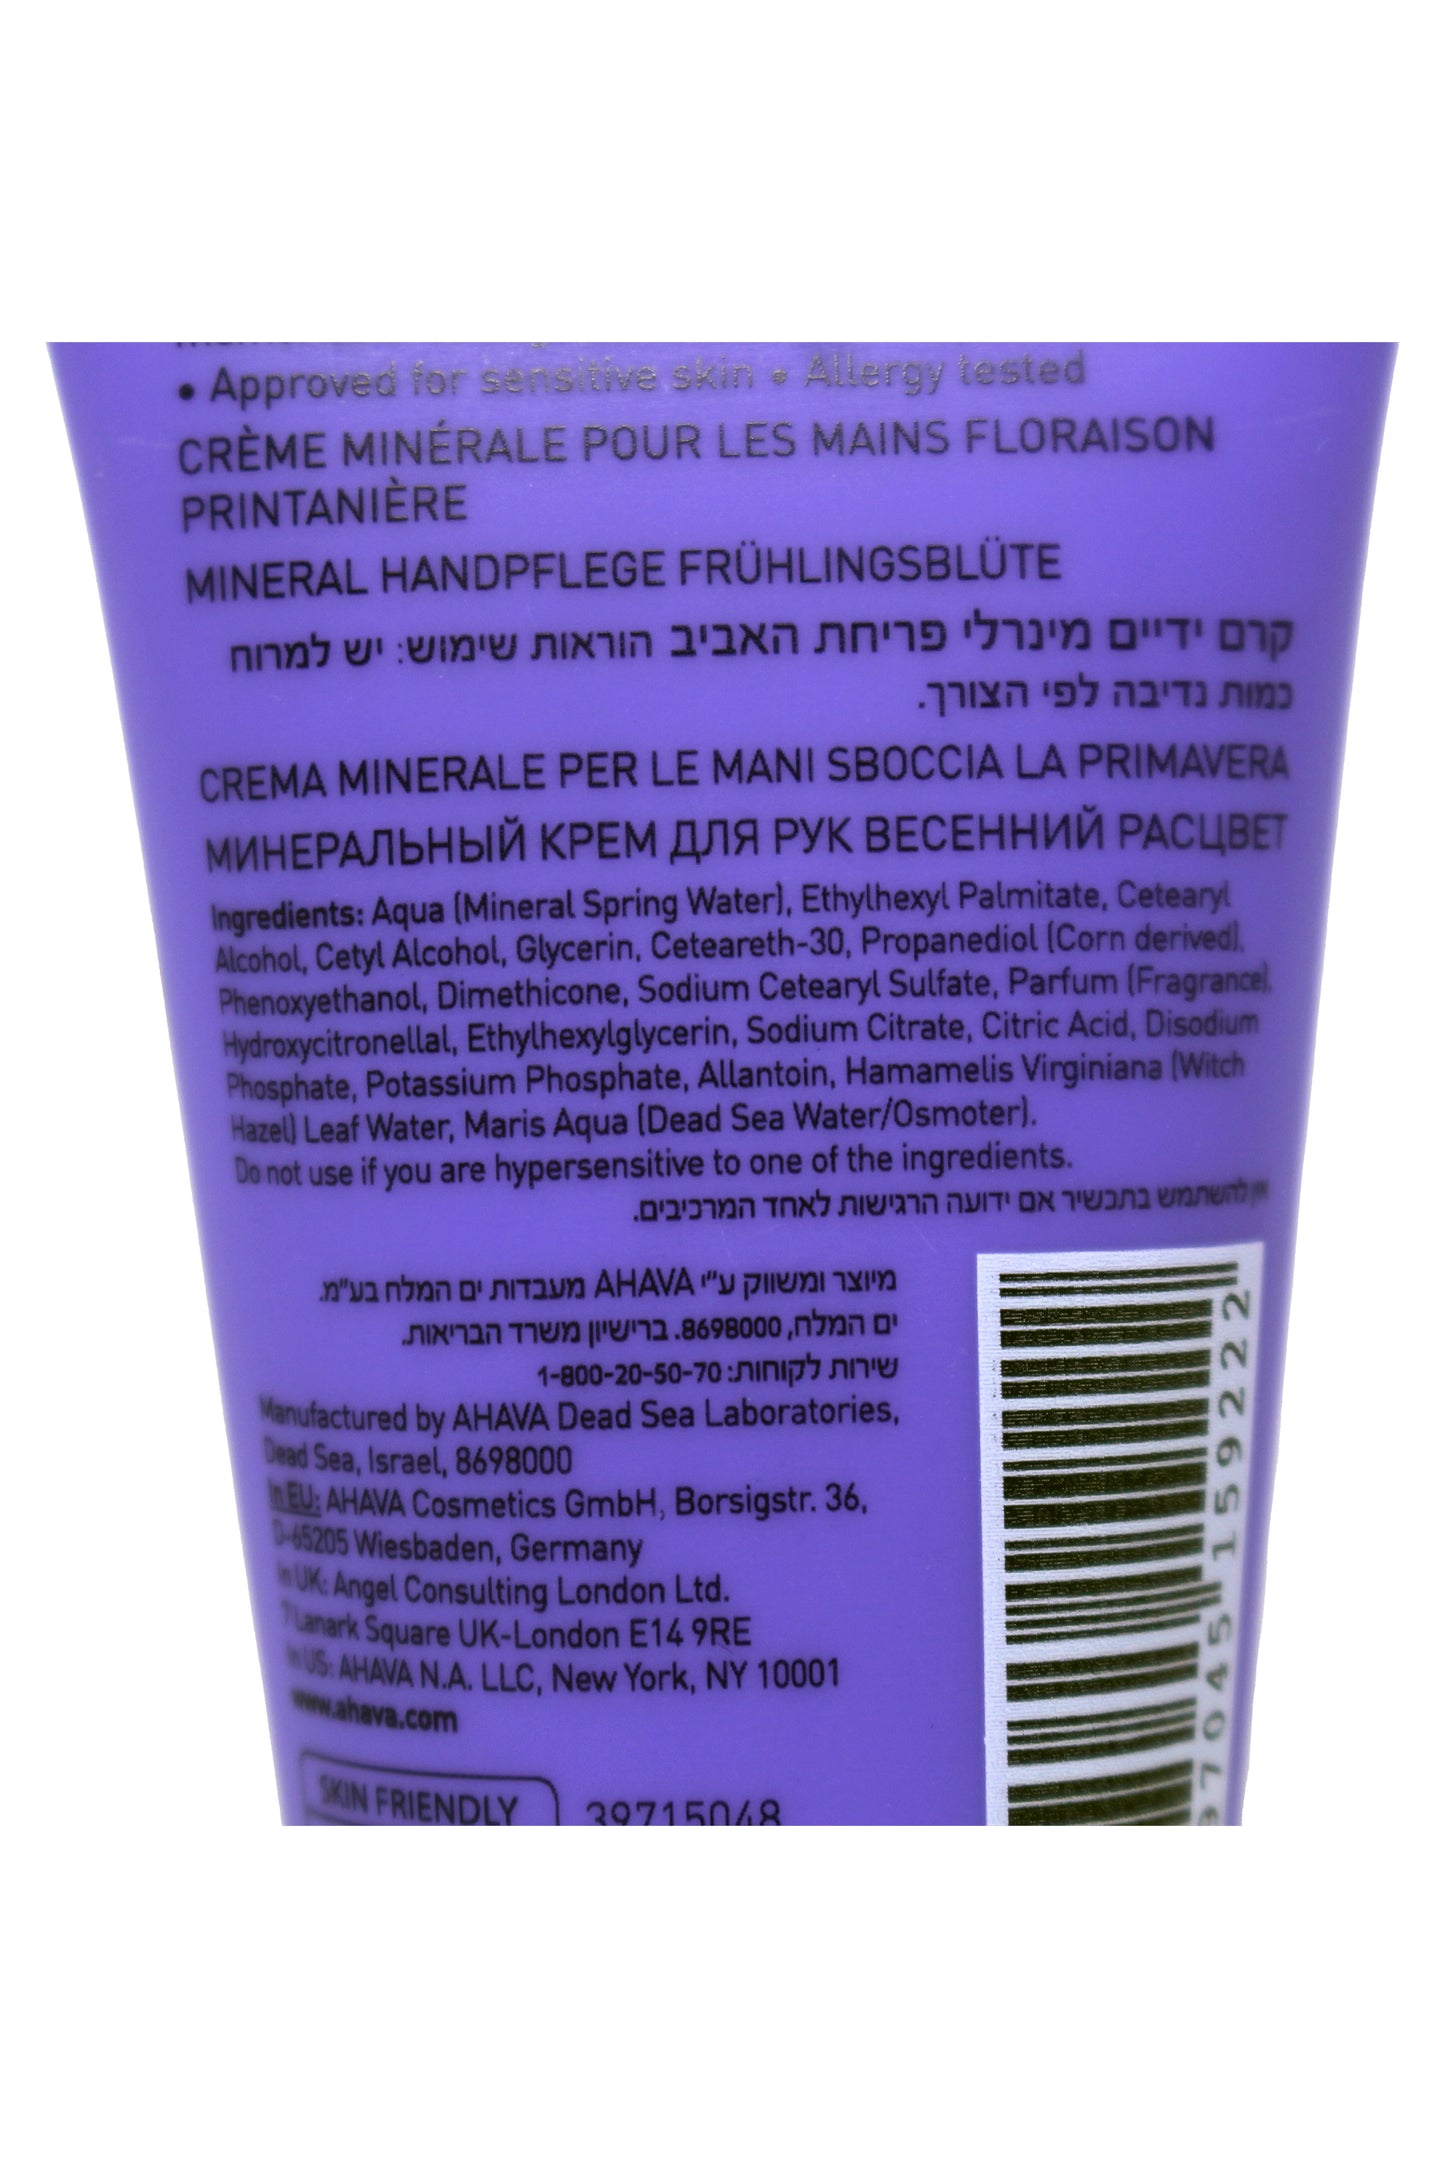 • Approved for sensitive skin • Allergy tested
CRÈME MINÉRALE POUR LES MAINS FLORAISON
PRINTANIÈRE
MINERAL HANDPFLEGE FRÜHLINGSBLÜTE
קרם ידיים מינרלי פריחת האביב הוראות שימוש: יש למרוח
כמות נדיבה לפי הצורך.
CREMA MINERALE PER LE MANI SBOCCIA LA PRIMAVERA
МИНЕРАЛЬНЫЙ КРЕМ ДЛЯ РУК ВЕСЕННИЙ РАСЦВЕТ
Ingredients: Aqua (Mineral Spring Water), Ethylhexyl Palmitate, Cetearyl
Alcohol, Cetyl Alcohol, Glycerin, Ceteareth-30, Propanediol (Corn derived),
Phenoxyethanol, Dimethicone, Sodium Cetearyl Sulfate, Parfum (Fragrance),
Hydroxycitronellal, Ethylhexylglycerin, Sodium Citrate, Citric Acid, Disodium
Phosphate, Potassium Phosphate, Allantoin, Hamamelis Virginiana (Witch
Hazel) Leaf Water, Maris Aqua (Dead Sea Water/Osmoter).
Do not use if you are hypersensitive to one of the ingredients.
אין להשתמש בתכשיר אם ידועה הרגישות לאחד המרכיבים.
מיוצר ומשווק ע"י AHAVA מעבדות ים המלח בע"מ.
ים המלח, 8698000. ברישיון משרד הבריאות.
שירות לקוחות: 1-800-20-50-70
Manufactured by AHAVA Dead Sea Laboratories,
Dead Sea, Israel, 8698000
In EU: AHAVA Cosmetics GmbH, Borsigstr. 36,
D-65205 Wiesbaden, Germany
In UK: Angel Consulting London Ltd.
7 Lanark Square UK-London E14 9RE
In US: AHAVA N.A. LLC, New York, NY 10001
www.ahava.com
SKIN FRIENDLY
39715048
97045 159222